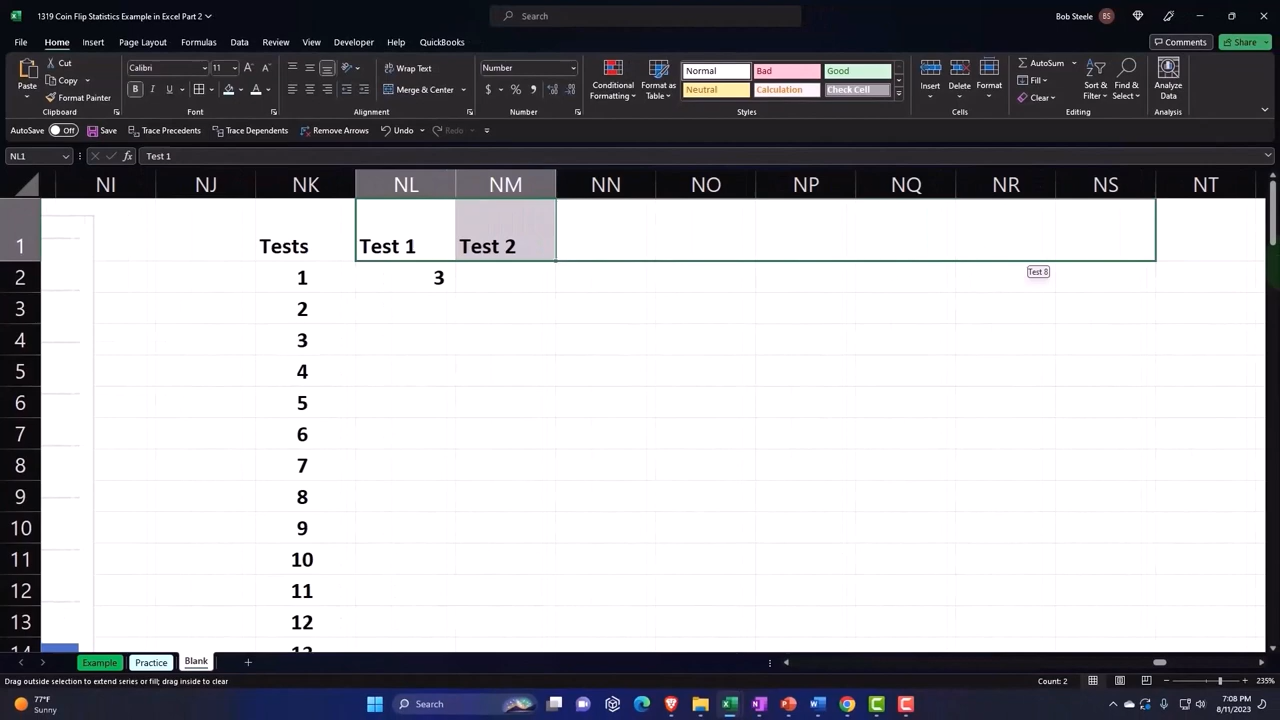 1319 Coin Flip Statistics Example in Excel Part 2
Search
Bob Steele
BS
File
Home
Insert
Page Layout
Formulas
Data
Review
View
Developer
Help
QuickBooks
Comments
Share
Paste
Cut
Copy
Format Painter
Clipboard
Calibri
11
Font
Wrap Text
Merge & Center
Alignment
Number
Number
Conditional Formatting
Format as Table
Normal
Bad
Good
Neutral
Calculation
Check Cell
Styles
Insert
Delete
Format
Cells
AutoSum
Fill
Clear
Sort & Filter
Find & Select
Editing
Analyze Data
Analysis
AutoSave Off
Save
Trace Precedents
Trace Dependents
Remove Arrows
Undo
Redo
NL1
fx
Test 1
NI NJ NK NL NM NN NO NP NQ NR NS NT
1 Tests Test 1 Test 2
2 1 3
Test 8
3 2
4 3
5 4
6 5
7 6
8 7
9 8
10 9
11 10
12 11
13 12
Example
Practice
Blank
Drag outside selection to extend series or fill; drag inside to clear
Count: 2
235%
77°F
Sunny
Search
7:08 PM
8/11/2023